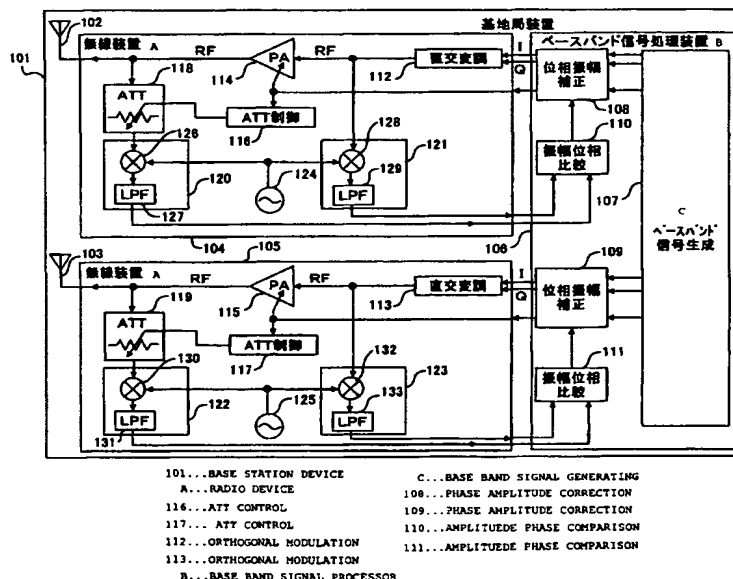 基地局装置
102
無線装置 A
RF
PA
RF
I
Q
直交変調
ベースバンド信号処理装置 B
位相振幅
補正
101
118
114
112
108
ATT
ATT制御
116
110
振幅位相
比較
126
128
121
LPF
120
124
129
LPF
127
107
C
ベースバンド
信号生成
104
105
106
103
無線装置 A
RF
PA
RF
I
Q
直交変調
109
位相振幅
補正
119
115
113
ATT
ATT制御
117
111
振幅位相
比較
130
132
123
LPF
122
125
133
LPF
131
101...BASE STATION DEVICE
A...RADIO DEVICE
116...ATT CONTROL
117... ATT CONTROL
112...ORTHOGONAL MODULATION
113...ORTHOGONAL MODULATION
B...BASE BAND SIGNAL PROCESSOR
C...BASE BAND SIGNAL GENERATING
108...PHASE AMPLITUDE CORRECTION
109...PHASE AMPLITUDE CORRECTION
110...AMPLITUEDE PHASE COMPARISON
111...AMPLITUEDE PHASE COMPARISON